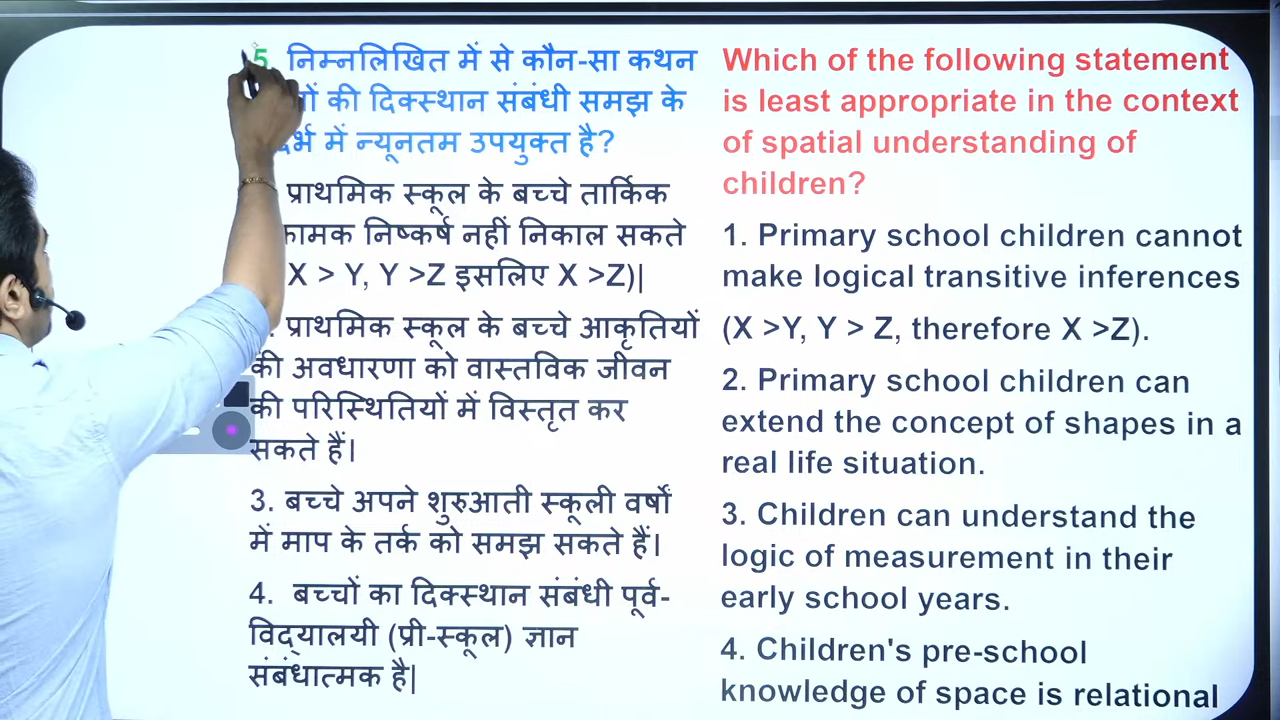 5. निम्नलिखित में से कौन-सा कथन
की दिक्स्थान संबंधी समझ के
में न्यूनतम उपयुक्त है?
प्राथमिक स्कूल के बच्चे तार्किक
निष्कर्ष नहीं निकाल सकते
X > Y, Y >Z इसलिए X >Z)|
प्राथमिक स्कूल के बच्चे आकृतियों
की अवधारणा को वास्तविक जीवन
की परिस्थितियों में विस्तृत कर
सकते हैं।
3. बच्चे अपने शुरुआती स्कूली वर्षों
में माप के तर्क को समझ सकते हैं।
4. बच्चों का दिक्स्थान संबंधी पूर्व-
विद्यालयी (प्री-स्कूल) ज्ञान
संबंधात्मक है|
Which of the following statement
is least appropriate in the context
of spatial understanding of
children?
1. Primary school children cannot
make logical transitive inferences
(X >Y, Y > Z, therefore X >Z).
2. Primary school children can
extend the concept of shapes in a
real life situation.
3. Children can understand the
logic of measurement in their
early school years.
4. Children's pre-school
knowledge of space is relational